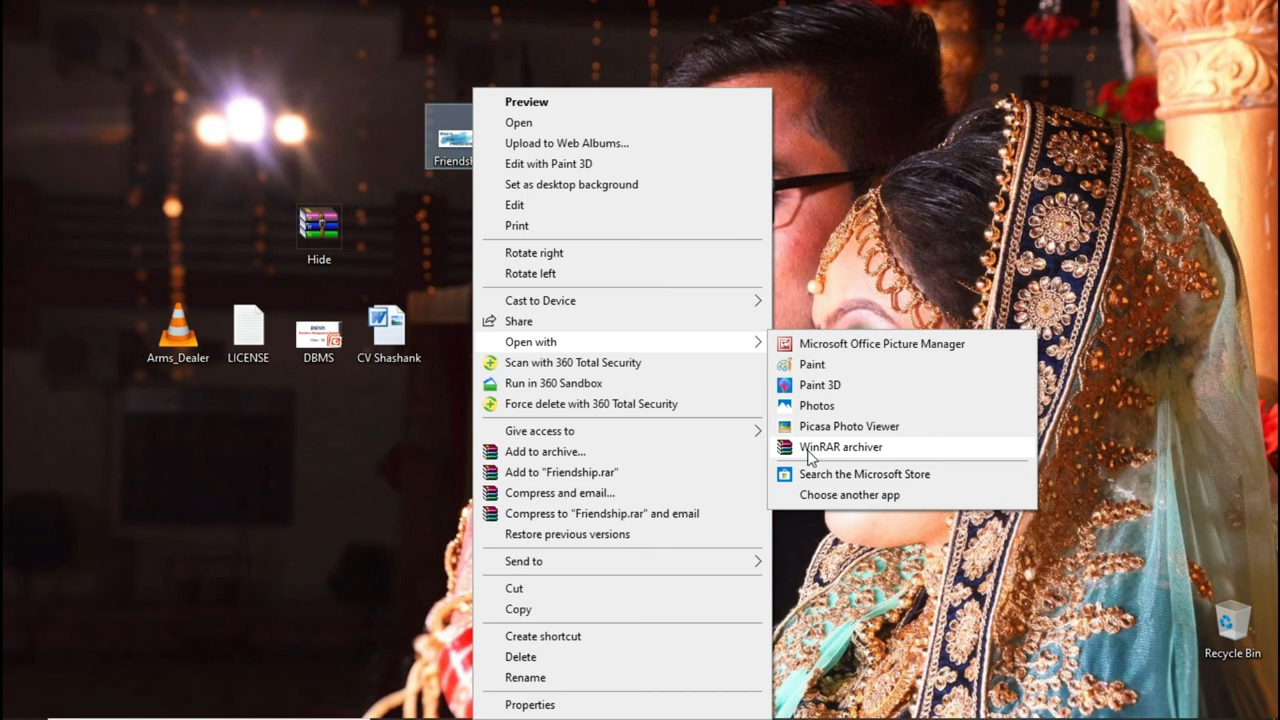 Friendsh
Hide
Arms_Dealer
LICENSE
DBMS
CV Shashank
Preview
Open
Upload to Web Albums...
Edit with Paint 3D
Set as desktop background
Edit
Print
Rotate right
Rotate left
Cast to Device
Share
Open with
Scan with 360 Total Security
Run in 360 Sandbox
Force delete with 360 Total Security
Give access to
Add to archive...
Add to "Friendship.rar"
Compress and email...
Compress to "Friendship.rar" and email
Restore previous versions
Send to
Cut
Copy
Create shortcut
Delete
Rename
Properties
Microsoft Office Picture Manager
Paint
Paint 3D
Photos
Picasa Photo Viewer
WinRAR archiver
Search the Microsoft Store
Choose another app
Recycle Bin